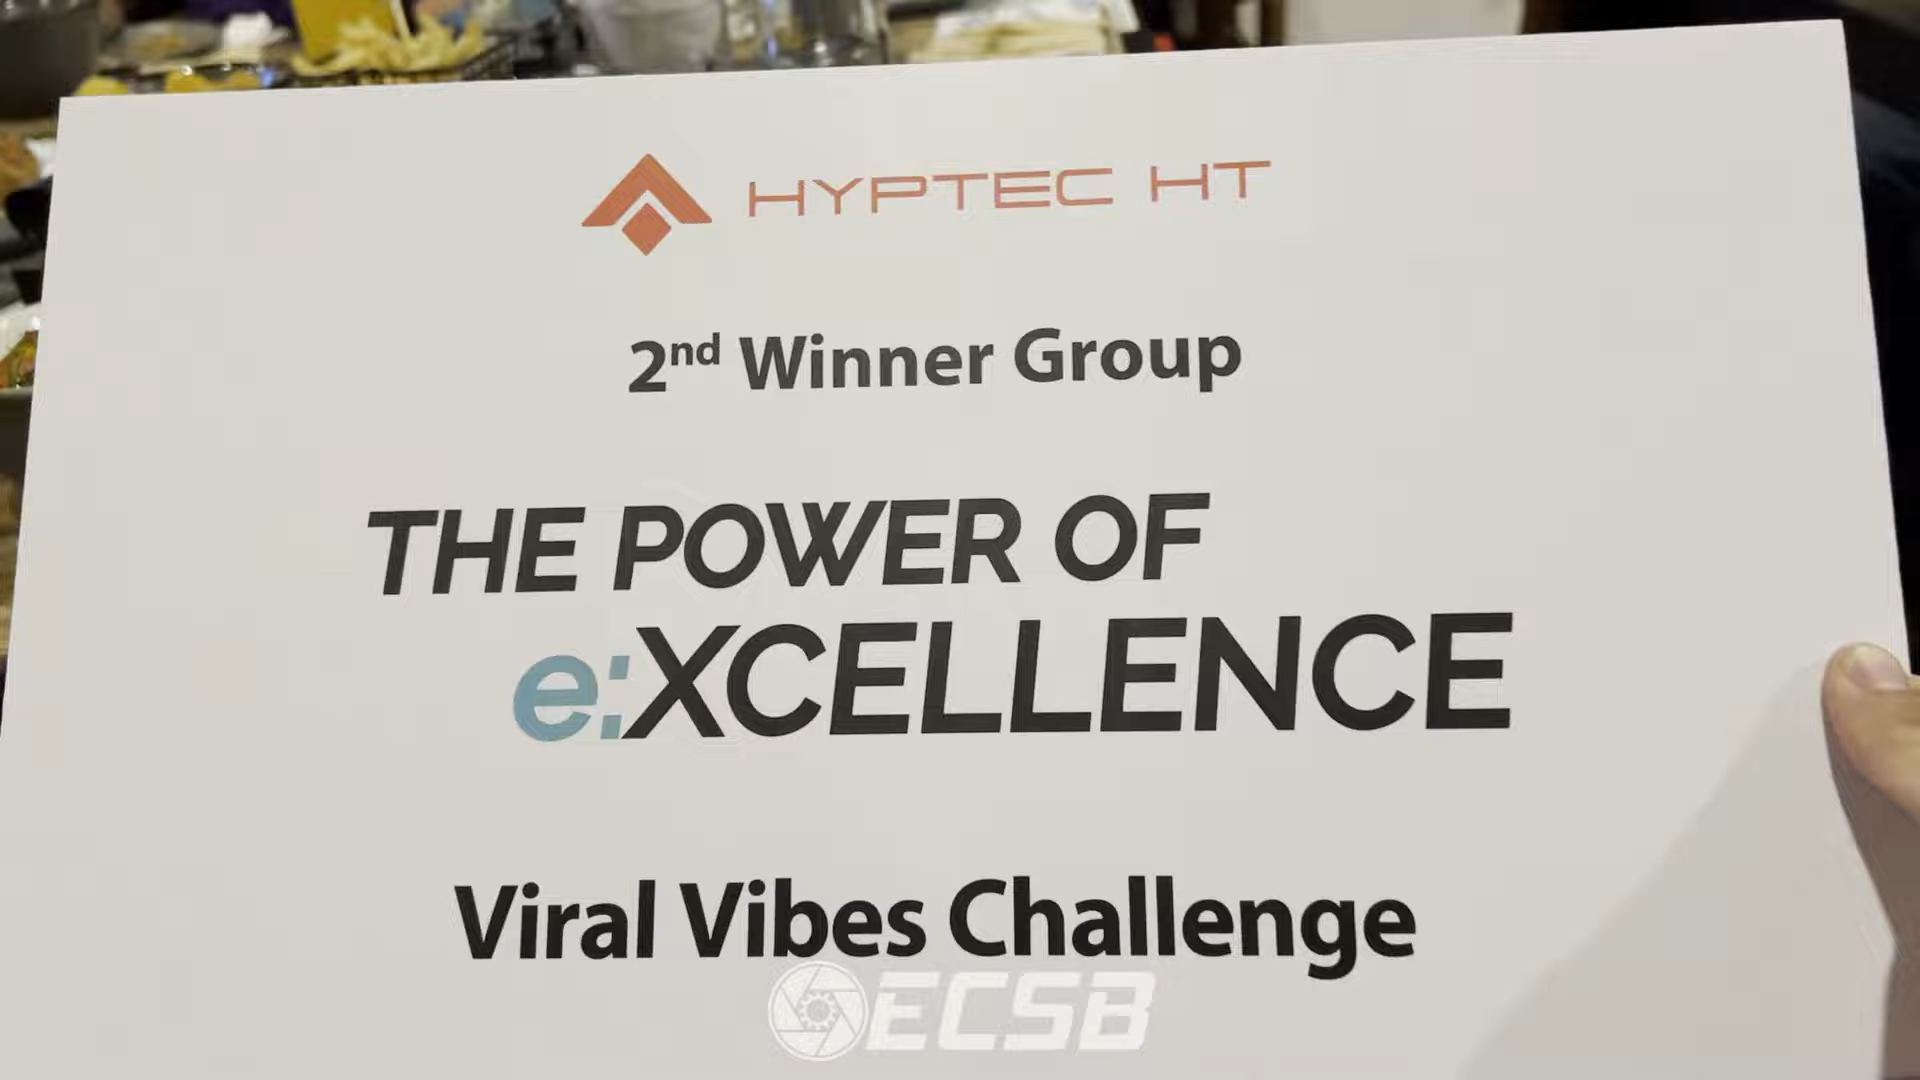 HYPTEC HT
2nd Winner Group
THE POWER OF
e:XCELLENCE
Viral Vibes Challenge
ECSB